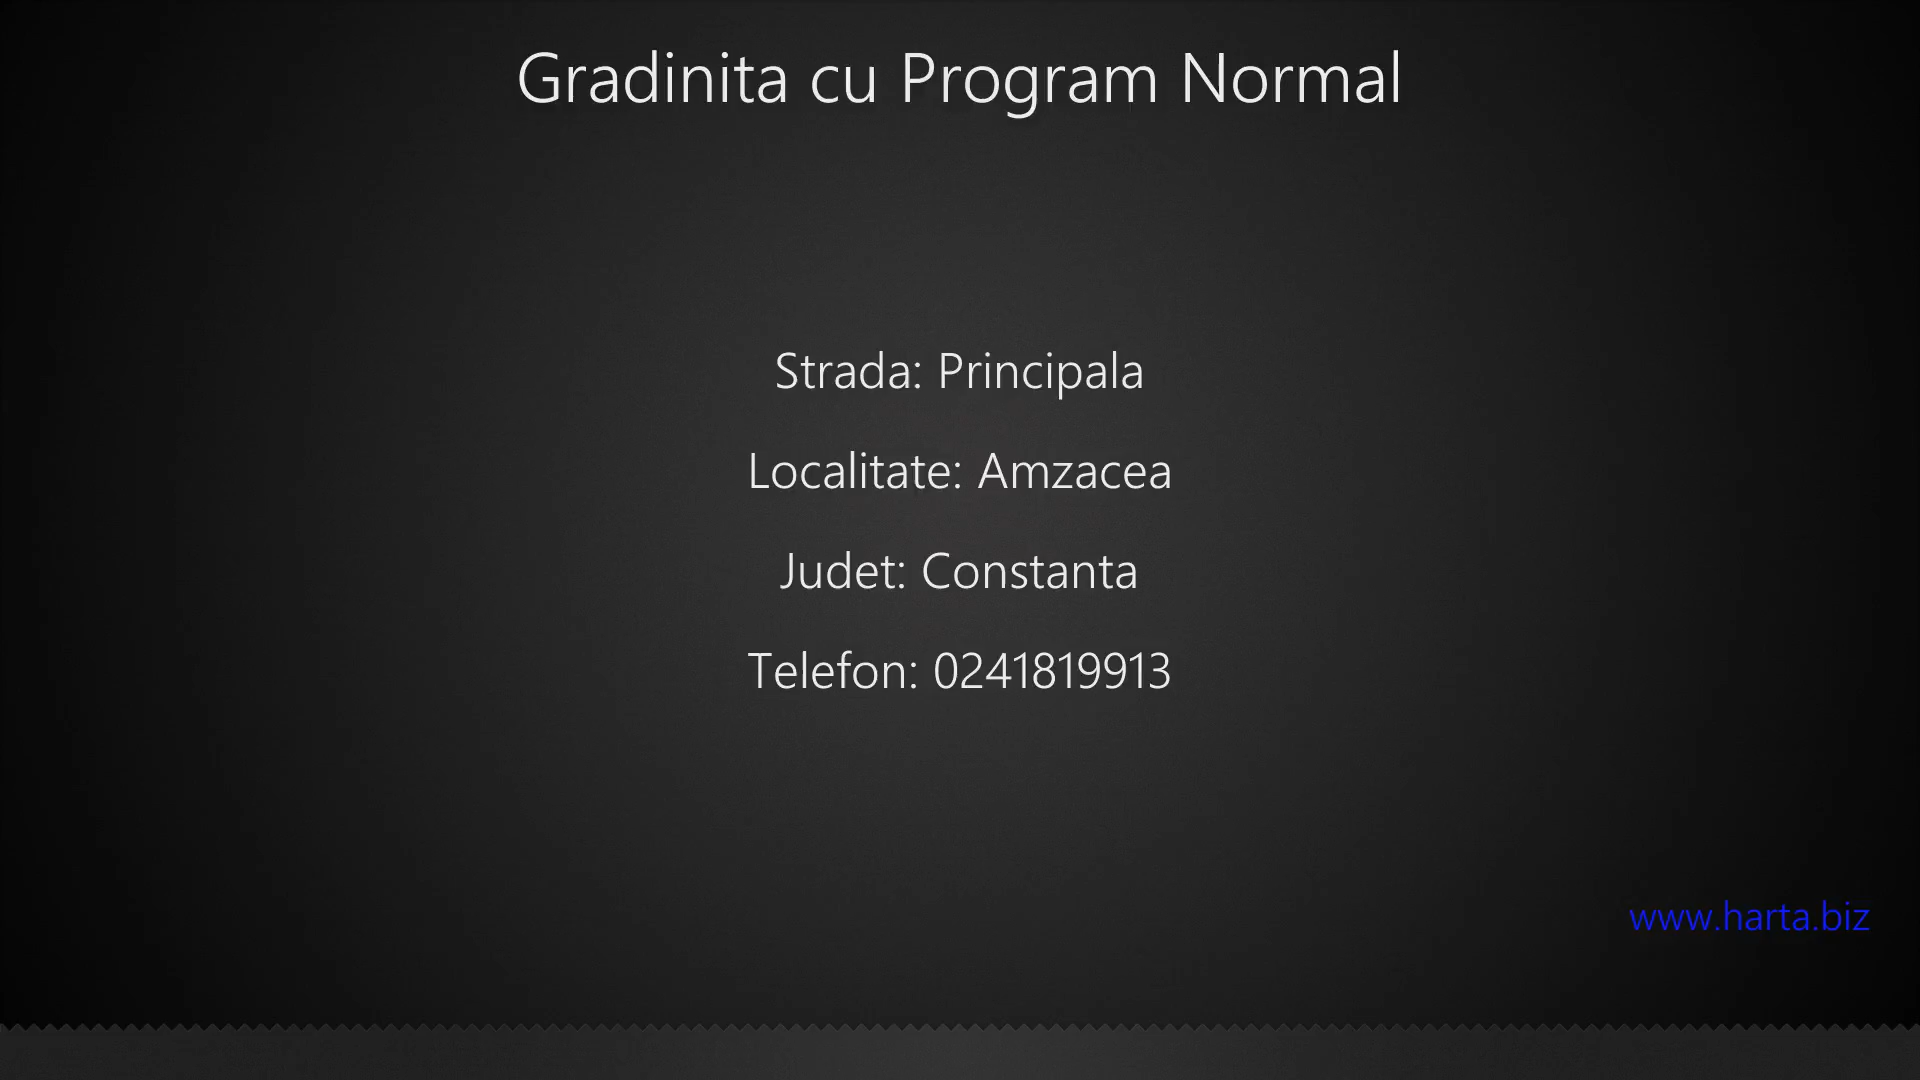 Gradinita cu Program Normal
Strada: Principala
Localitate: Amzacea
Judet: Constanta
Telefon: 0241819913
www.harta.biz